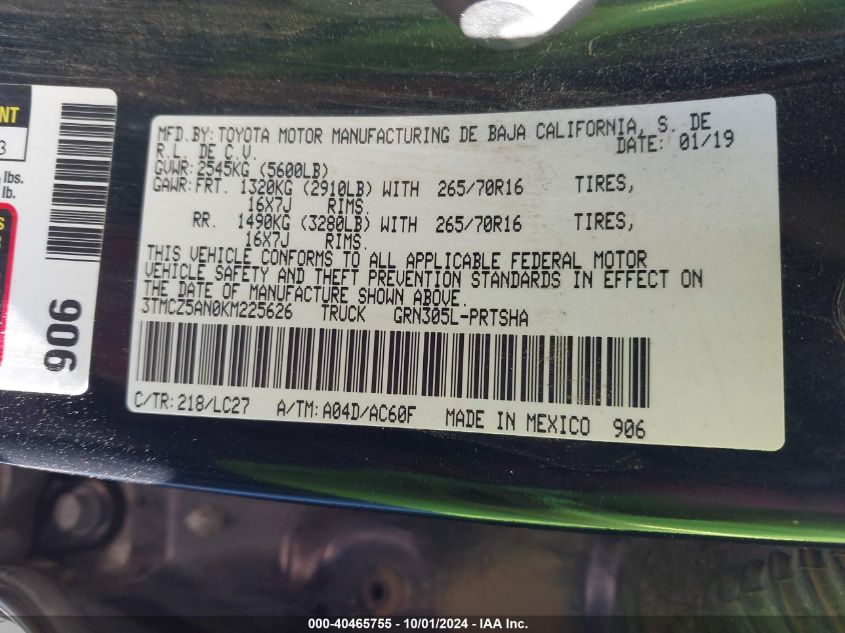 NT
3
lbs.
lb.
S
906
MFD. BY: TOYOTA MOTOR MANUFACTURING DE BAJA CALIFORNIA, S. DE
R.L. DE C.V. DATE: 01/19
GVWR: 2545KG (5600LB)
GAWR: FRT. 1320KG (2910LB) WITH 265/70R16 TIRES,
16X7J RIMS.
RR. 1490KG (3280LB) WITH 265/70R16 TIRES,
16X7J RIMS.
THIS VEHICLE CONFORMS TO ALL APPLICABLE FEDERAL MOTOR
VEHICLE SAFETY AND THEFT PREVENTION STANDARDS IN EFFECT ON
THE DATE OF MANUFACTURE SHOWN ABOVE.
3TMCZ5AN0KM225626 TRUCK GRN305L-PRTSHA
C/TR: 218/LC27 A/TM: A04D/AC60F MADE IN MEXICO 906
000-40465755 - 10/01/2024 - IAA Inc.